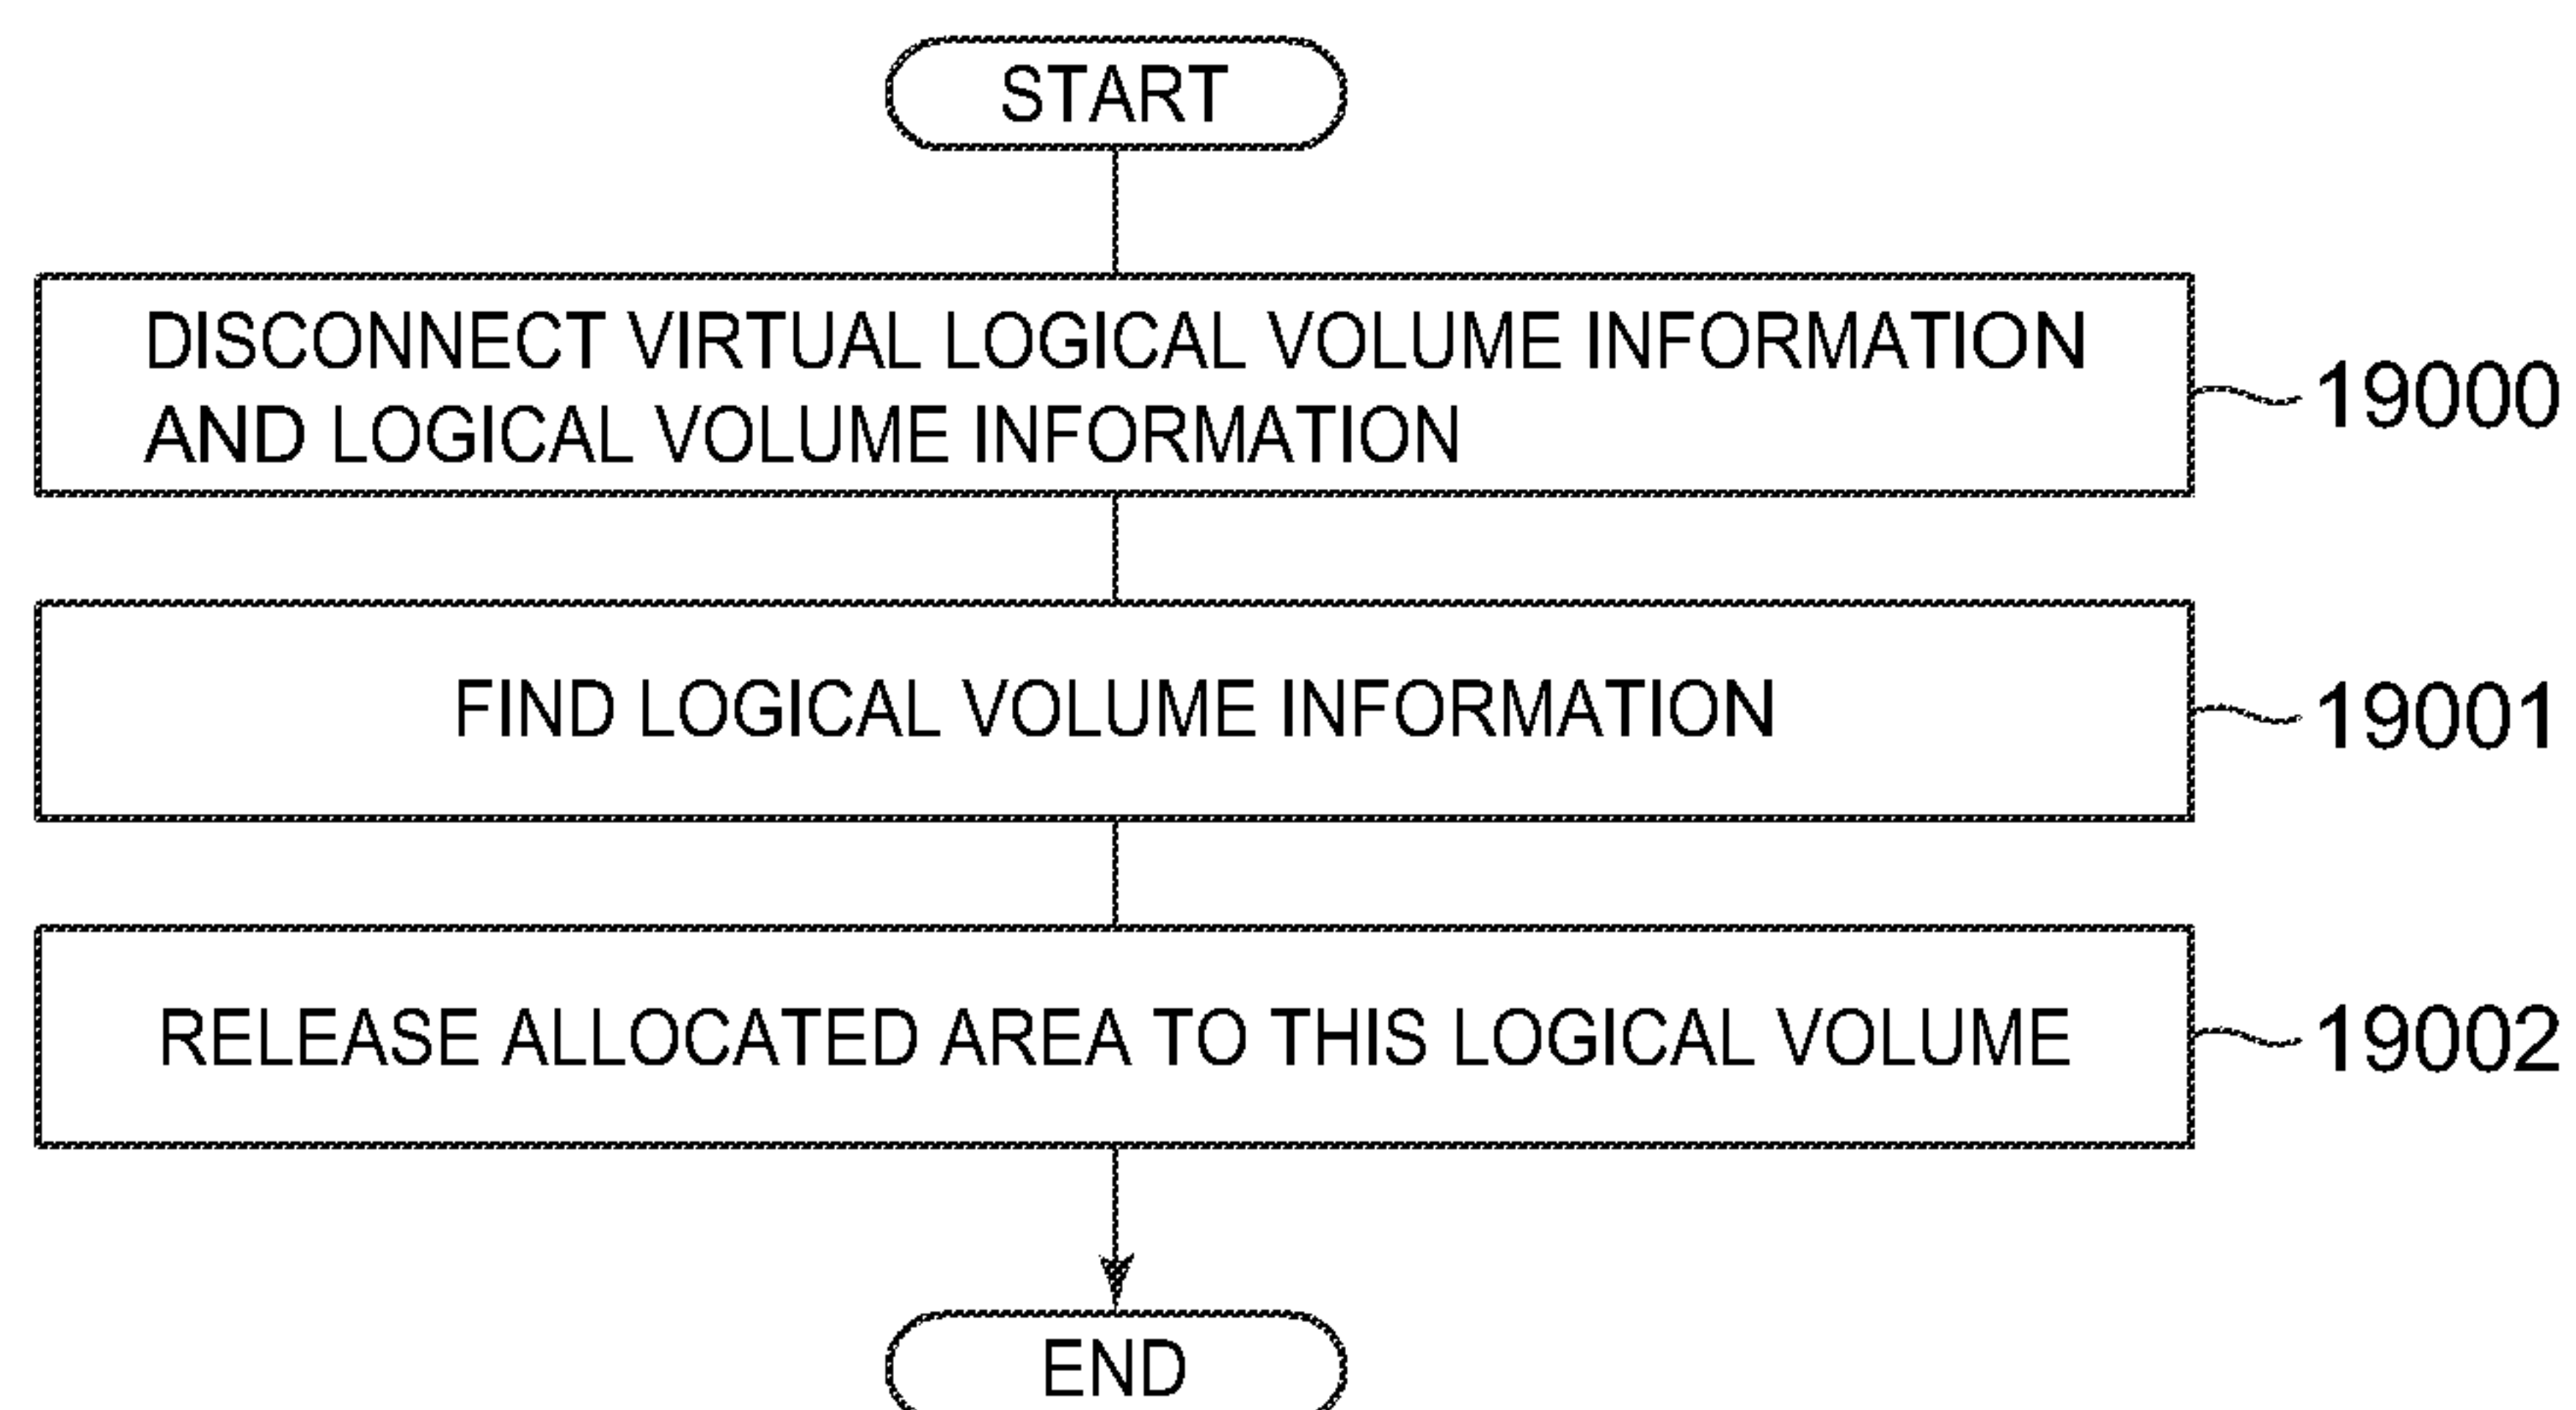 START
DISCONNECT VIRTUAL LOGICAL VOLUME INFORMATION
AND LOGICAL VOLUME INFORMATION
19000
FIND LOGICAL VOLUME INFORMATION
19001
RELEASE ALLOCATED AREA TO THIS LOGICAL VOLUME
19002
END